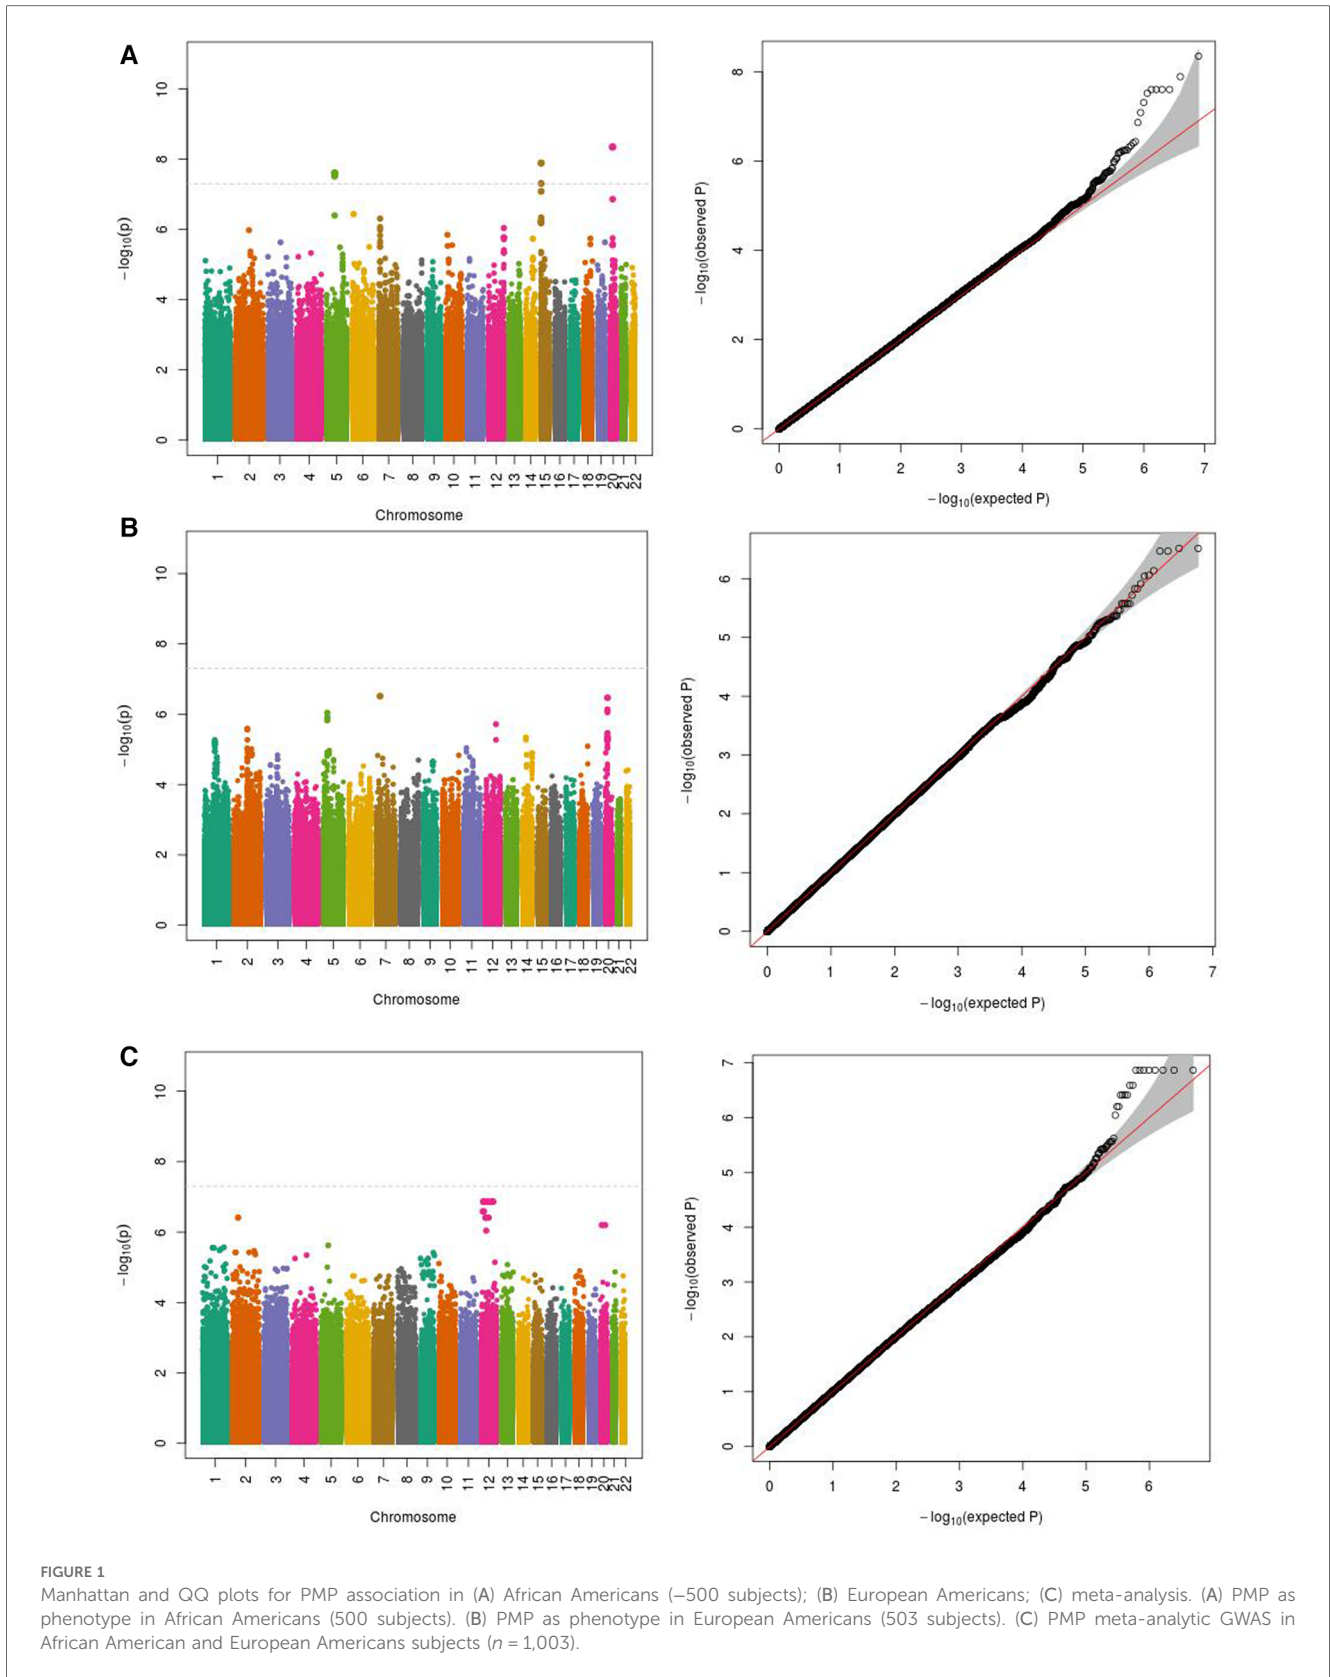 A
10
8
6
4
2
0
−log10(p)
1 2 3 4 5 6 7 8 9 10 11 12 13 14 15 16 17 18 19 20 21 22
Chromosome
8
6
4
2
0
−log10(observed P)
0 1 2 3 4 5 6 7
−log10(expected P)
B
10
8
6
4
2
0
−log10(p)
1 2 3 4 5 6 7 8 9 10 11 12 13 14 15 16 17 18 19 20 21 22
Chromosome
6
5
4
3
2
1
0
−log10(observed P)
0 1 2 3 4 5 6 7
−log10(expected P)
C
10
8
6
4
2
0
−log10(p)
1 2 3 4 5 6 7 8 9 10 11 12 13 14 15 16 17 18 19 20 21 22
Chromosome
7
6
5
4
3
2
1
0
−log10(observed P)
0 1 2 3 4 5 6
−log10(expected P)
FIGURE 1
Manhattan and QQ plots for PMP association in (A) African Americans (−500 subjects); (B) European Americans; (C) meta-analysis. (A) PMP as
phenotype in African Americans (500 subjects). (B) PMP as phenotype in European Americans (503 subjects). (C) PMP meta-analytic GWAS in
African American and European Americans subjects (n = 1,003).